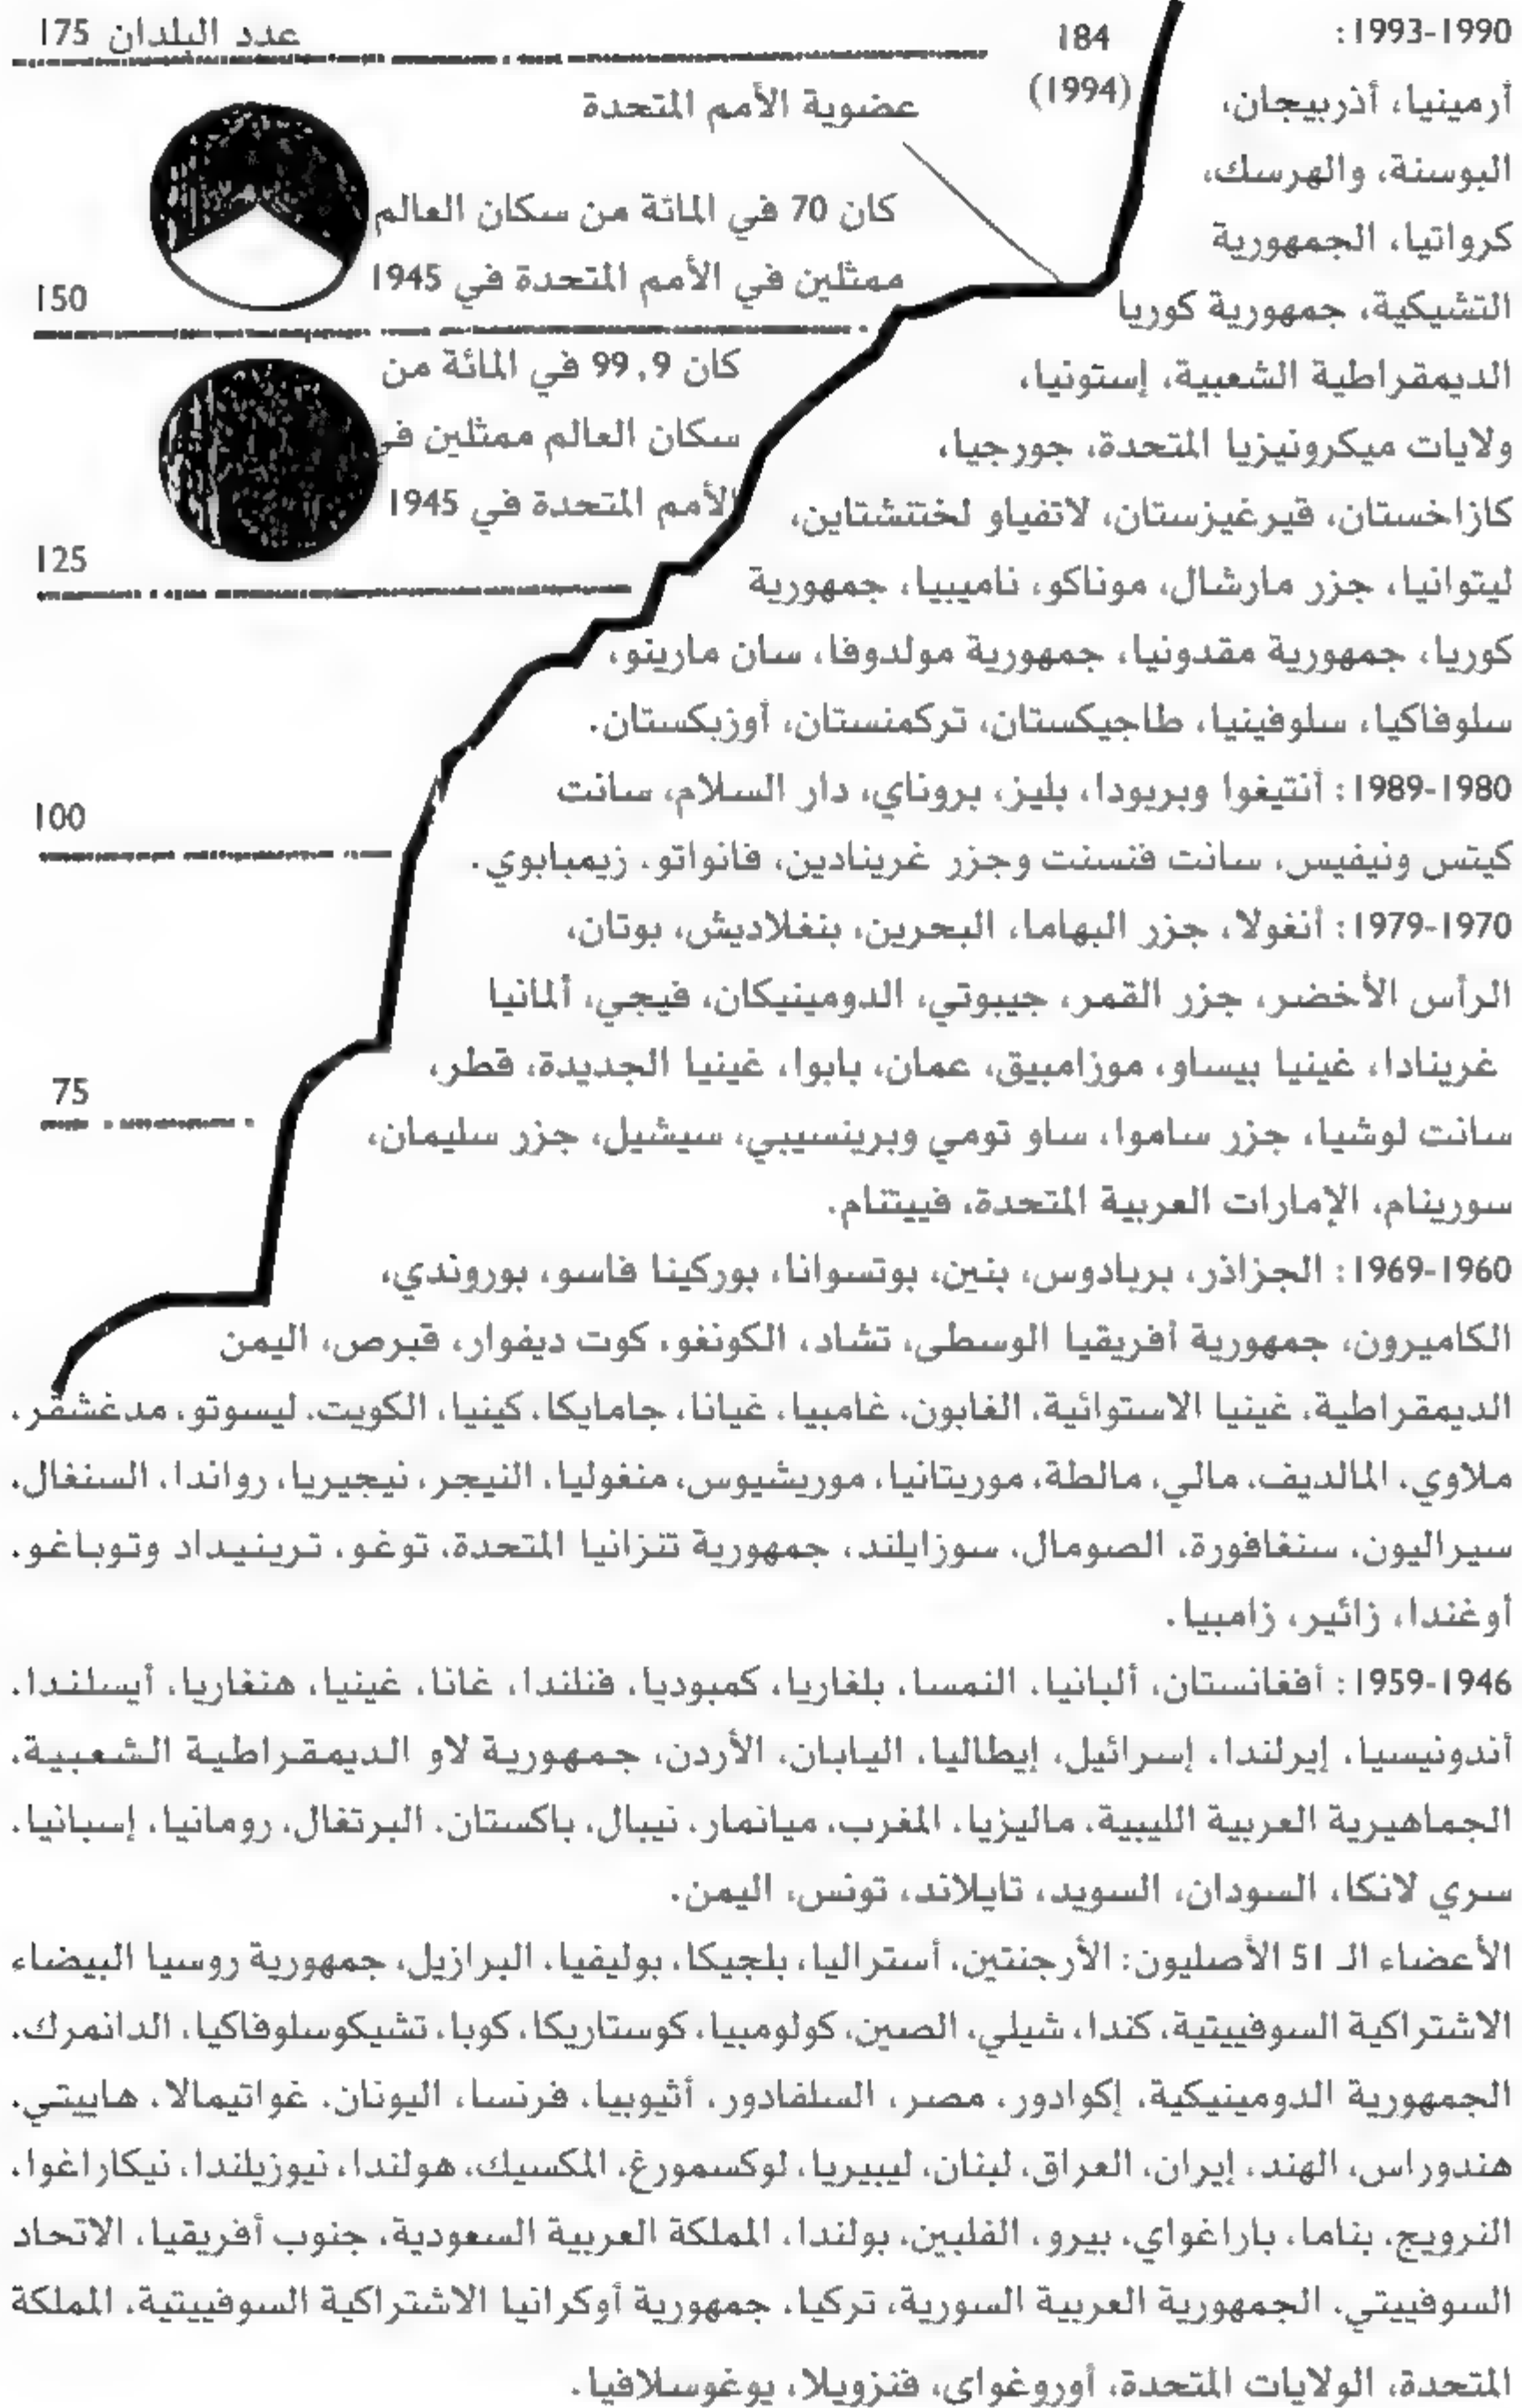 عدد البلدان 175
184
(1994)
عضوية الأمم المتحدة
كان 70 في المائة من سكان العالم
ممثلين في الأمم المتحدة في 1945
150
كان 99,9 في المائة من
سكان العالم ممثلين في
الأمم المتحدة في 1945
125
100
75
1993-1990:
أرمينيا، أذربيجان،
البوسنة، والهرسك،
كرواتيا، الجمهورية
التشيكية، جمهورية كوريا
الديمقراطية الشعبية، إستونيا،
ولايات ميكرونيزيا المتحدة، جورجيا،
كازاخستان، قيرغيزستان، لاتفياو لختنشتاين،
ليتوانيا، جزر مارشال، موناكو، ناميبيا، جمهورية
كوريا، جمهورية مقدونيا، جمهورية مولدوفا، سان مارينو،
سلوفاكيا، سلوفينيا، طاجيكستان، تركمنستان، أوزبكستان.
1989-1980: أنتيغوا وبربودا، بليز، بروناي، دار السلام، سانت
كيتس ونيفيس، سانت فنسنت وجزر غرينادين، فانواتو، زيمبابوي.
1979-1970: أنغولا، جزر البهاما، البحرين، بنغلاديش، بوتان،
الرأس الأخضر، جزر القمر، جيبوتي، الدومينيكان، فيجي، ألمانيا
غرينادا، غينيا بيساو، موزامبيق، عمان، بابوا، غينيا الجديدة، قطر،
سانت لوشيا، جزر ساموا، ساو تومي وبرينسيبي، سيشيل، جزر سليمان،
سورينام، الإمارات العربية المتحدة، فييتنام.
1969-1960: الجزاذر، بربادوس، بنين، بوتسوانا، بوركينا فاسو، بوروندي،
الكاميرون، جمهورية أفريقيا الوسطى، تشاد، الكونغو، كوت ديفوار، قبرص، اليمن
الديمقراطية، غينيا الاستوائية، الغابون، غامبيا، غيانا، جامايكا، كينيا، الكويت، ليسوتو، مدغشقر،
ملاوي، المالديف، مالي، مالطة، موريتانيا، موريشيوس، منغوليا، النيجر، نيجيريا، رواندا، السنغال،
سيراليون، سنغافورة، الصومال، سوزايلند، جمهورية تنزانيا المتحدة، توغو، ترينيداد وتوباغو،
أوغندا، زائير، زامبيا.
1959-1946: أفغانستان، ألبانيا، النمسا، بلغاريا، كمبوديا، فنلندا، غانا، غينيا، هنغاريا، أيسلندا،
أندونيسيا، إيرلندا، إسرائيل، إيطاليا، اليابان، الأردن، جمهورية لاو الديمقراطية الشعبية،
الجماهيرية العربية الليبية، ماليزيا، المغرب، ميانمار، نيبال، باكستان، البرتغال، رومانيا، إسبانيا،
سري لانكا، السودان، السويد، تايلاند، تونس، اليمن.
الأعضاء الـ 51 الأصليون: الأرجنتين، أستراليا، بلجيكا، بوليفيا، البرازيل، جمهورية روسيا البيضاء
الاشتراكية السوفييتية، كندا، شيلي، الصين، كولومبيا، كوستاريكا، كوبا، تشيكوسلوفاكيا، الدانمرك،
الجمهورية الدومينيكية، إكوادور، مصر، السلفادور، أثيوبيا، فرنسا، اليونان، غواتيمالا، هاييتي،
هندوراس، الهند، إيران، العراق، لبنان، ليبيريا، لوكسمورغ، المكسيك، هولندا، نيوزيلندا، نيكاراغوا،
النرويج، بناما، باراغواي، بيرو، الفلبين، بولندا، المملكة العربية السعودية، جنوب أفريقيا، الاتحاد
السوفييتي، الجمهورية العربية السورية، تركيا، جمهورية أوكرانيا الاشتراكية السوفييتية، المملكة
المتحدة، الولايات المتحدة، أوروغواي، فنزويلا، يوغوسلافيا.